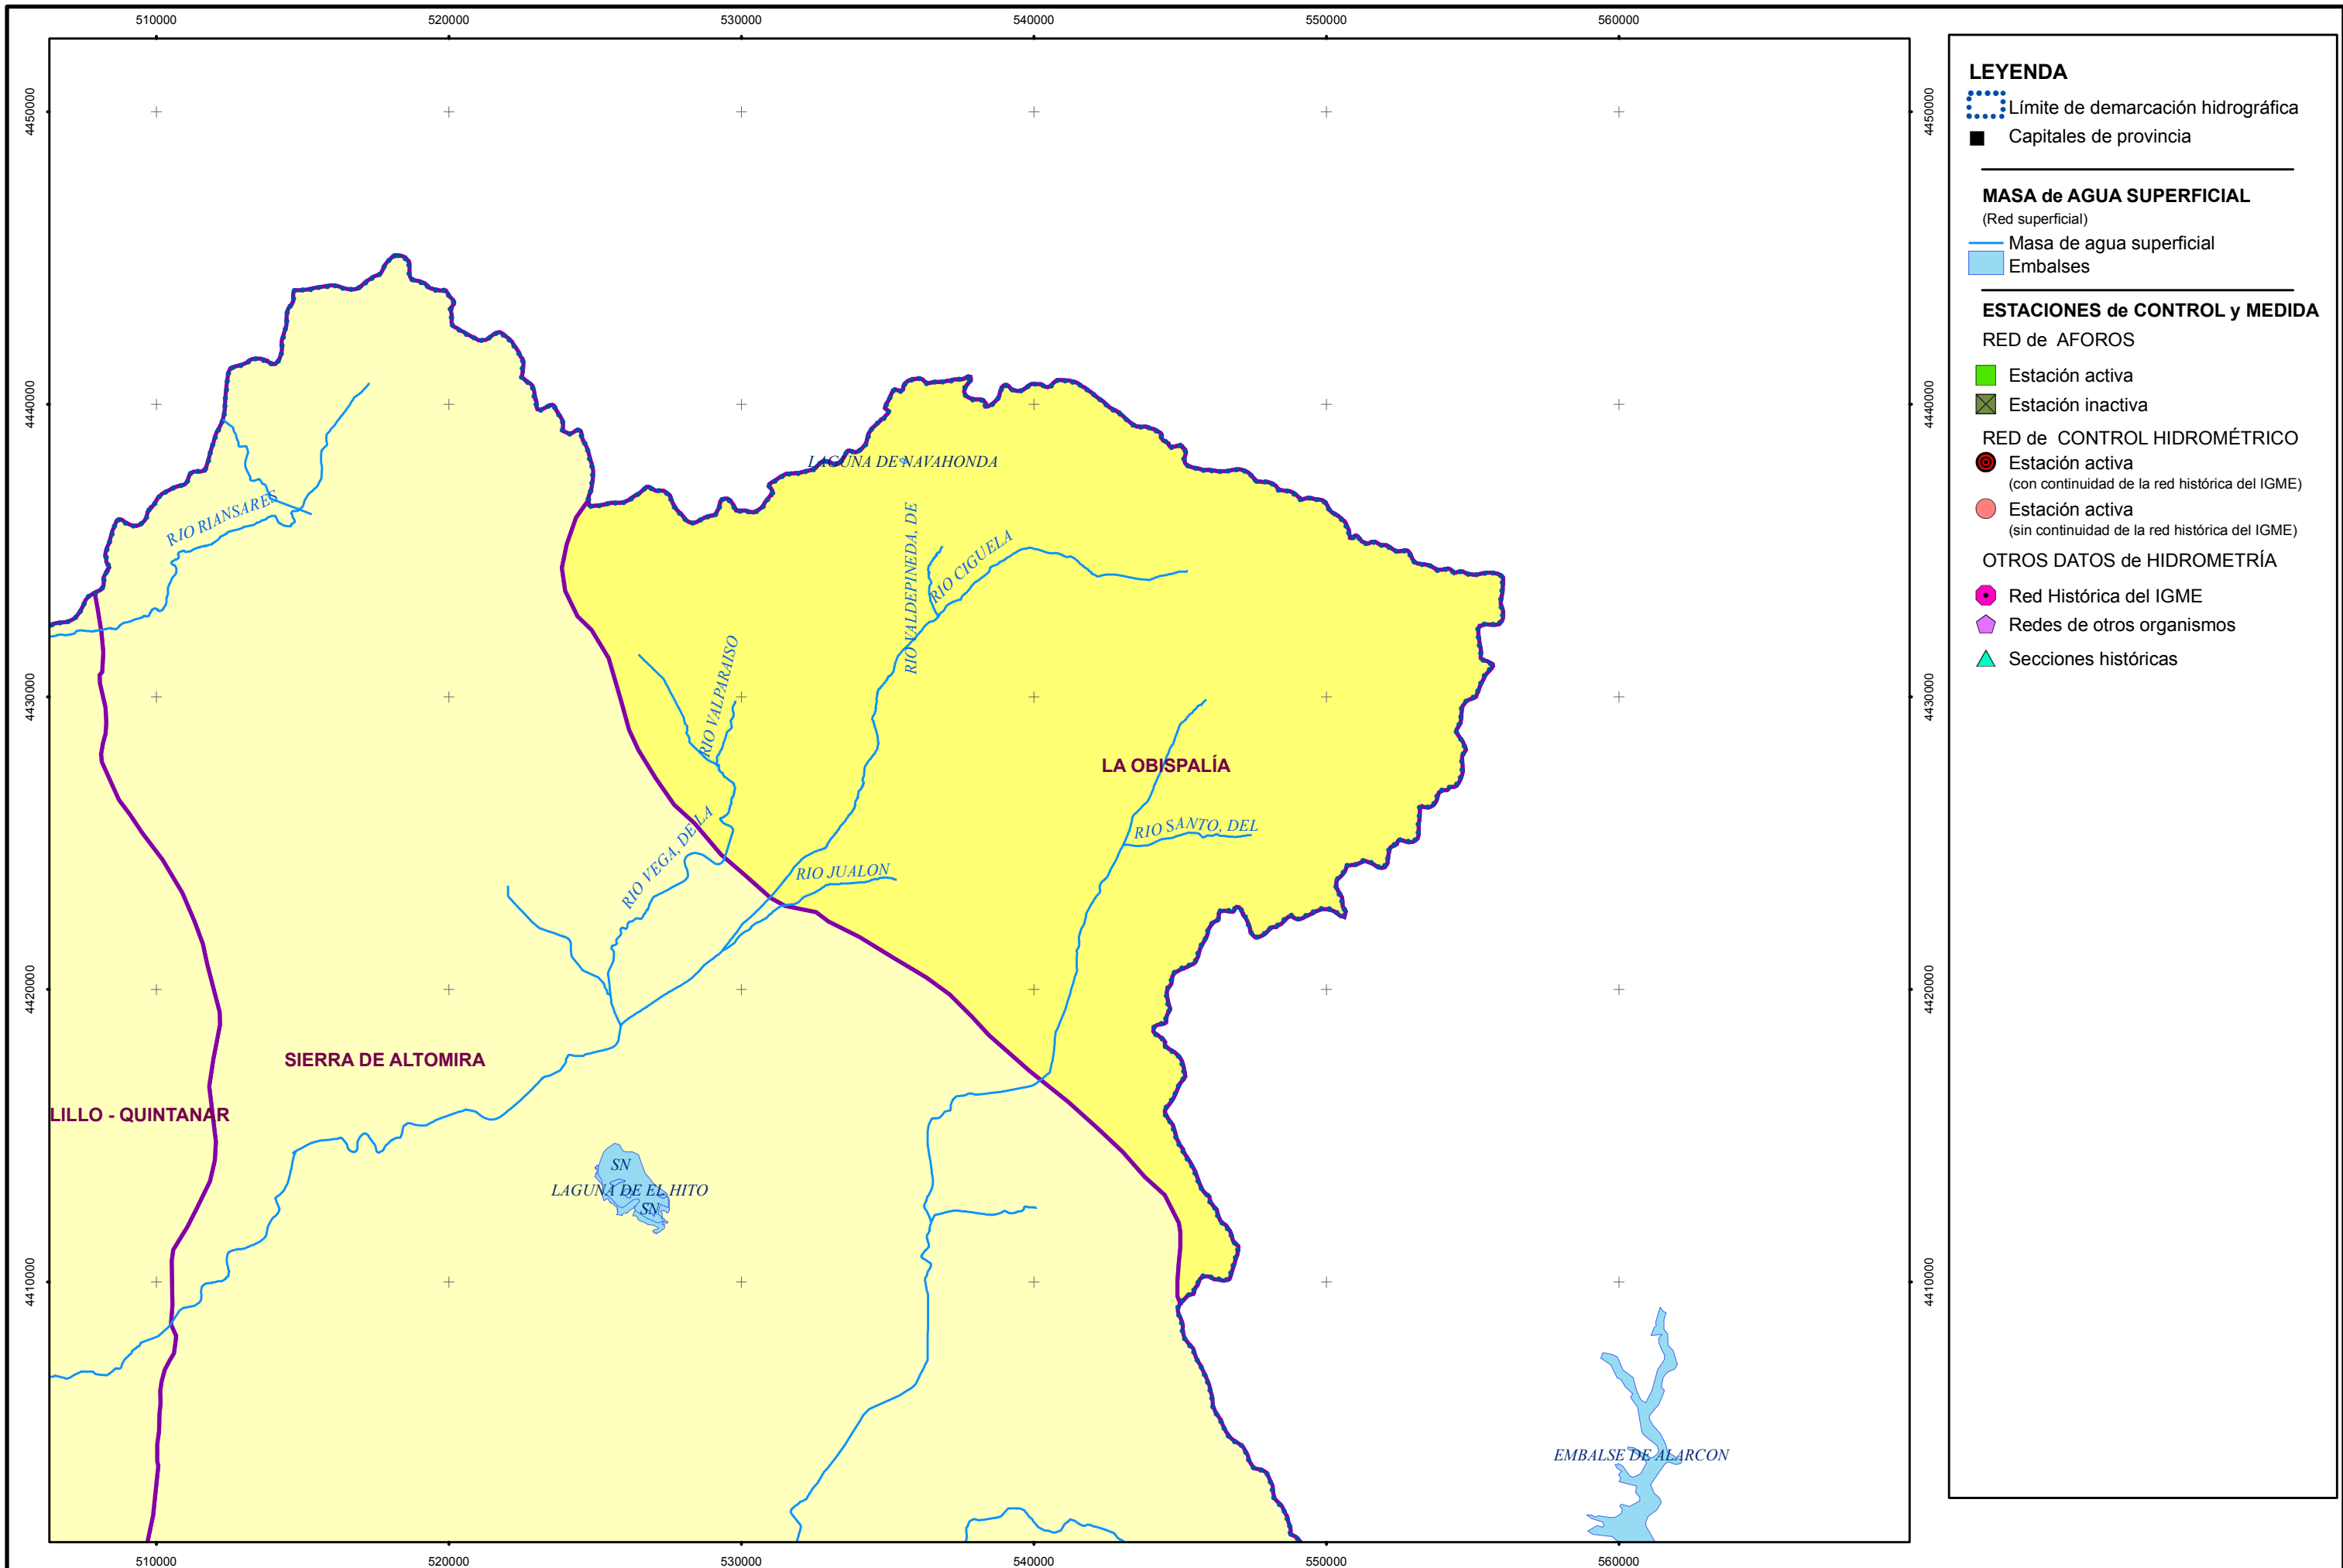 510000 520000 530000 540000 550000 560000
4450000
4450000
4440000
4440000
4430000
4430000
4420000
4420000
4410000
4410000
LAGUNA DE NAVAHONDA
RIO RIANSARES
RIO VALDEPINEDA, DE
RIO CIGUELA
RIO VALPARAISO
LA OBISPALÍA
RIO VEGA, DE LA
RIO SANTO, DEL
RIO JUALON
SIERRA DE ALTOMIRA
LILLO - QUINTANAR
SN
LAGUNA DE EL HITO
SN
EMBALSE DE ALARCON
510000 520000 530000 540000 550000 560000
LEYENDA
Límite de demarcación hidrográfica
Capitales de provincia
MASA de AGUA SUPERFICIAL
(Red superficial)
Masa de agua superficial
Embalses
ESTACIONES de CONTROL y MEDIDA
RED de AFOROS
Estación activa
Estación inactiva
RED de CONTROL HIDROMÉTRICO
Estación activa
(con continuidad de la red histórica del IGME)
Estación activa
(sin continuidad de la red histórica del IGME)
OTROS DATOS de HIDROMETRÍA
Red Histórica del IGME
Redes de otros organismos
Secciones históricas